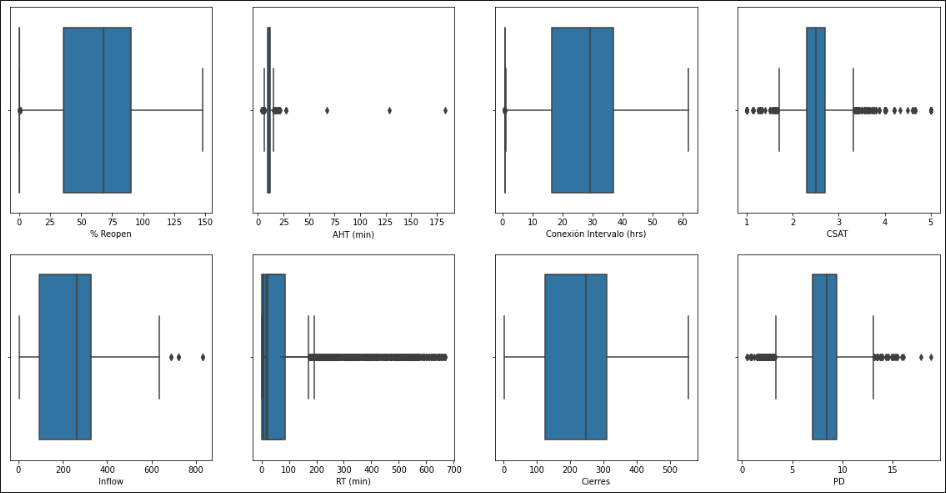 0 25 50 75 100 125 150
% Reopen
0 25 50 75 100 125 150 175
AHT (min)
0 10 20 30 40 50 60
Conexión Intervalo (hrs)
1 2 3 4 5
CSAT
0 200 400 600 800
Inflow
0 100 200 300 400 500 600 700
RT (min)
0 100 200 300 400 500
Cierres
0 5 10 15
PD